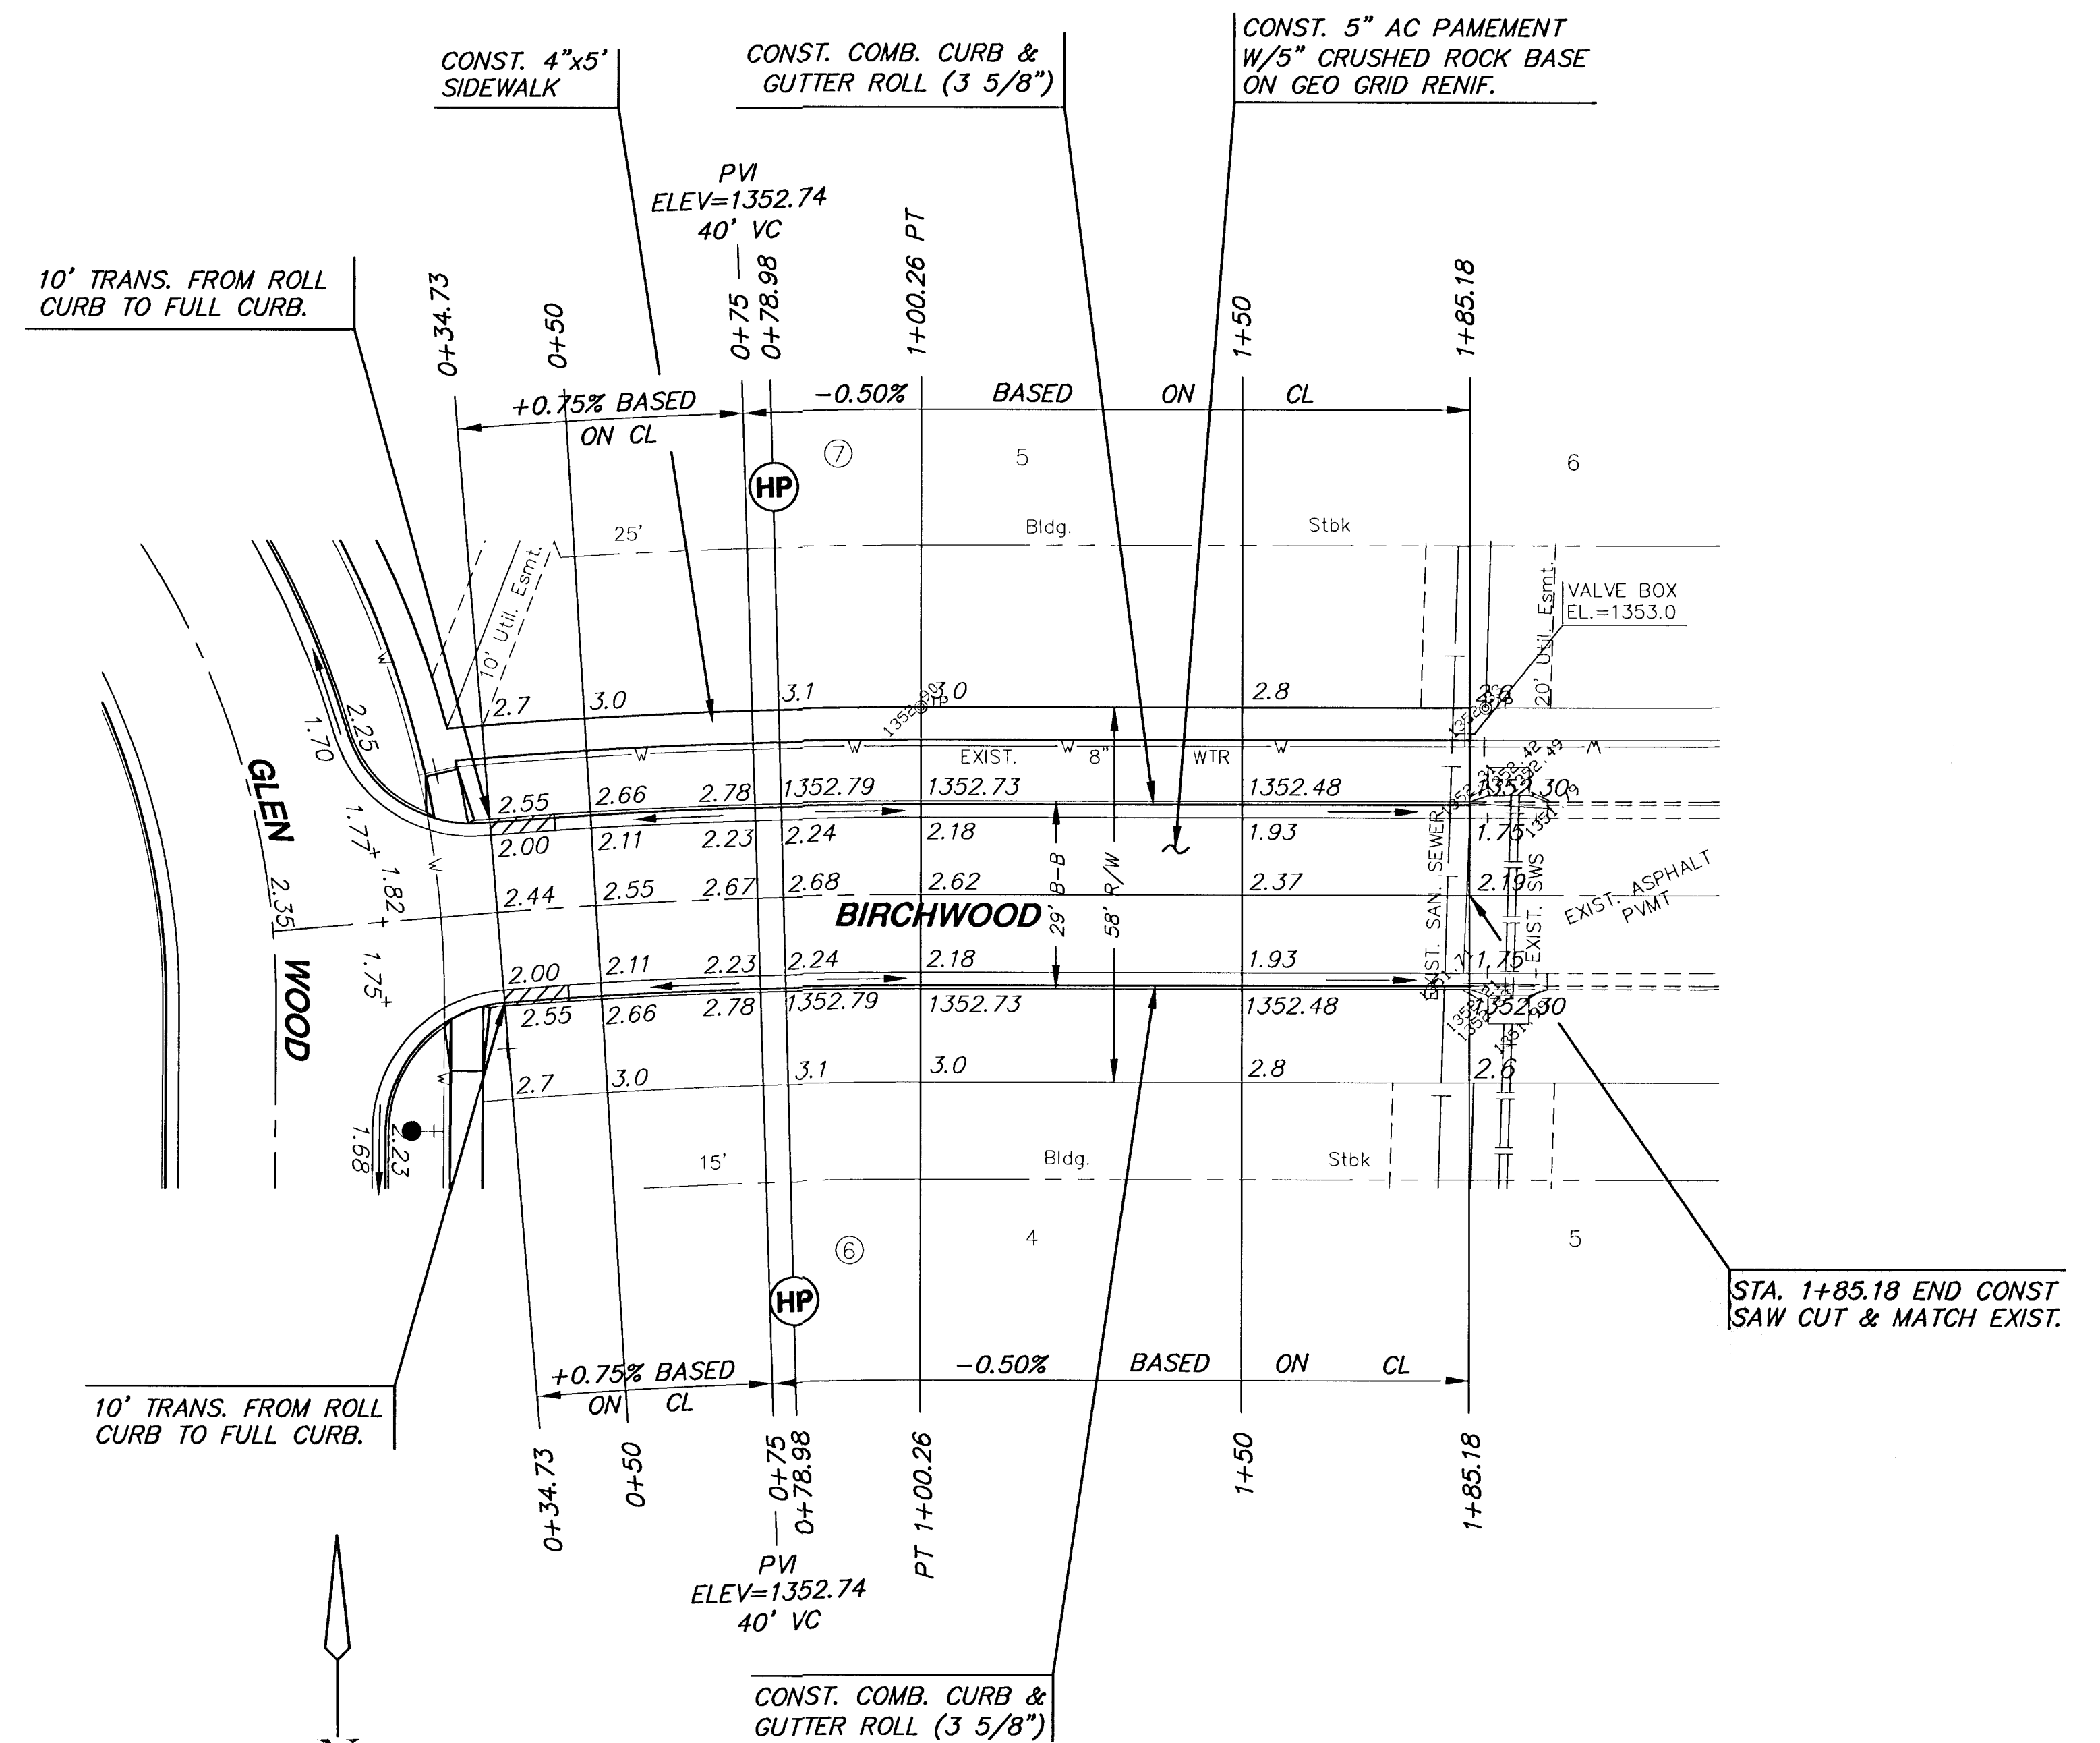 CONST. 4"x5'
SIDEWALK
CONST. COMB. CURB &
GUTTER ROLL (3 5/8")
CONST. 5" AC PAMEMENT
W/5" CRUSHED ROCK BASE
ON GEO GRID RENIF.
PVI
ELEV=1352.74
40' VC
10' TRANS. FROM ROLL
CURB TO FULL CURB.
0+34.73
0+50
0+75
0+78.98
1+00.26 PT
1+50
1+85.18
+0.75% BASED
ON CL
-0.50% BASED ON CL
7
5
6
HP
25'
Bldg.
Stbk
10' Util. Esmt.
20' Util. Esmt.
VALVE BOX
EL.=1353.0
2.7 3.0 3.1 3.0 2.8
W
W W EXIST. W 8" WTR W
2.55 2.66 2.78 1352.79 1352.73 1352.48 1352.30
2.00 2.11 2.23 2.24 2.18 1.93 1.75
2.44 2.55 2.67 2.68 2.62 2.37 2.19
BIRCHWOOD
29' B-B
58' R/W
EXIST. SAN. SEWER
EXIST. SWS
EXIST. ASPHALT
PVMT
2.25
1.70
1.77
1.82
2.35
1.75
GLEN
WOOD
W
2.00 2.11 2.23 2.24 2.18 1.93 1.75
2.55 2.66 2.78 1352.79 1352.73 1352.48 1352.30
2.7 3.0 3.1 3.0 2.8 2.6
W
2.23
1.68
15'
Bldg.
Stbk
6
4
5
HP
STA. 1+85.18 END CONST
SAW CUT & MATCH EXIST.
+0.75% BASED
ON CL
-0.50% BASED ON CL
10' TRANS. FROM ROLL
CURB TO FULL CURB.
0+34.73
0+50
0+75
0+78.98
PT 1+00.26
1+50
1+85.18
PVI
ELEV=1352.74
40' VC
CONST. COMB. CURB &
GUTTER ROLL (3 5/8")